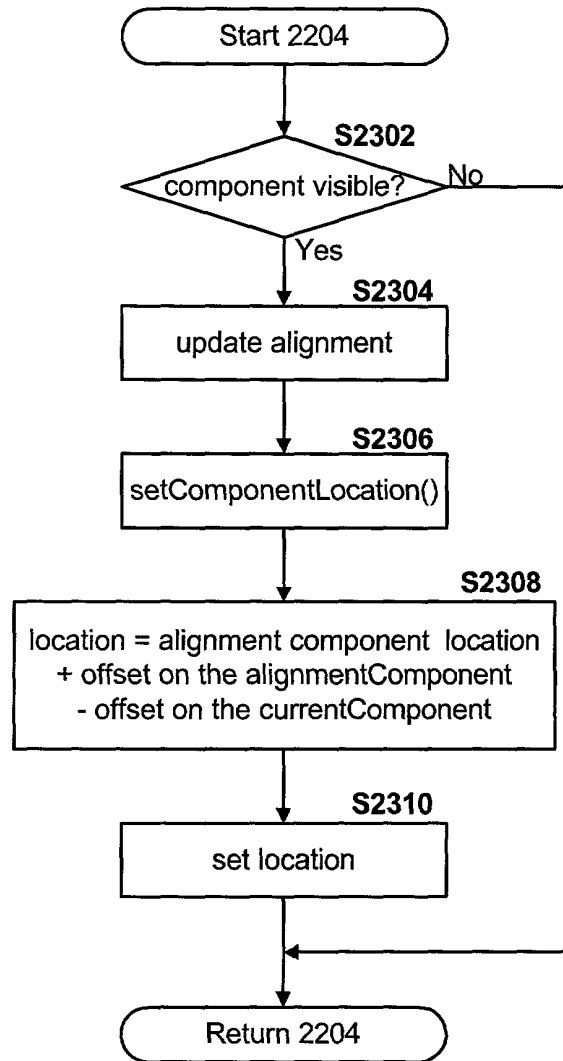 Start 2204
S2302
component visible?
No
Yes
S2304
update alignment
S2306
setComponentLocation()
S2308
location = alignment component location
+ offset on the alignmentComponent
- offset on the currentComponent
S2310
set location
Return 2204